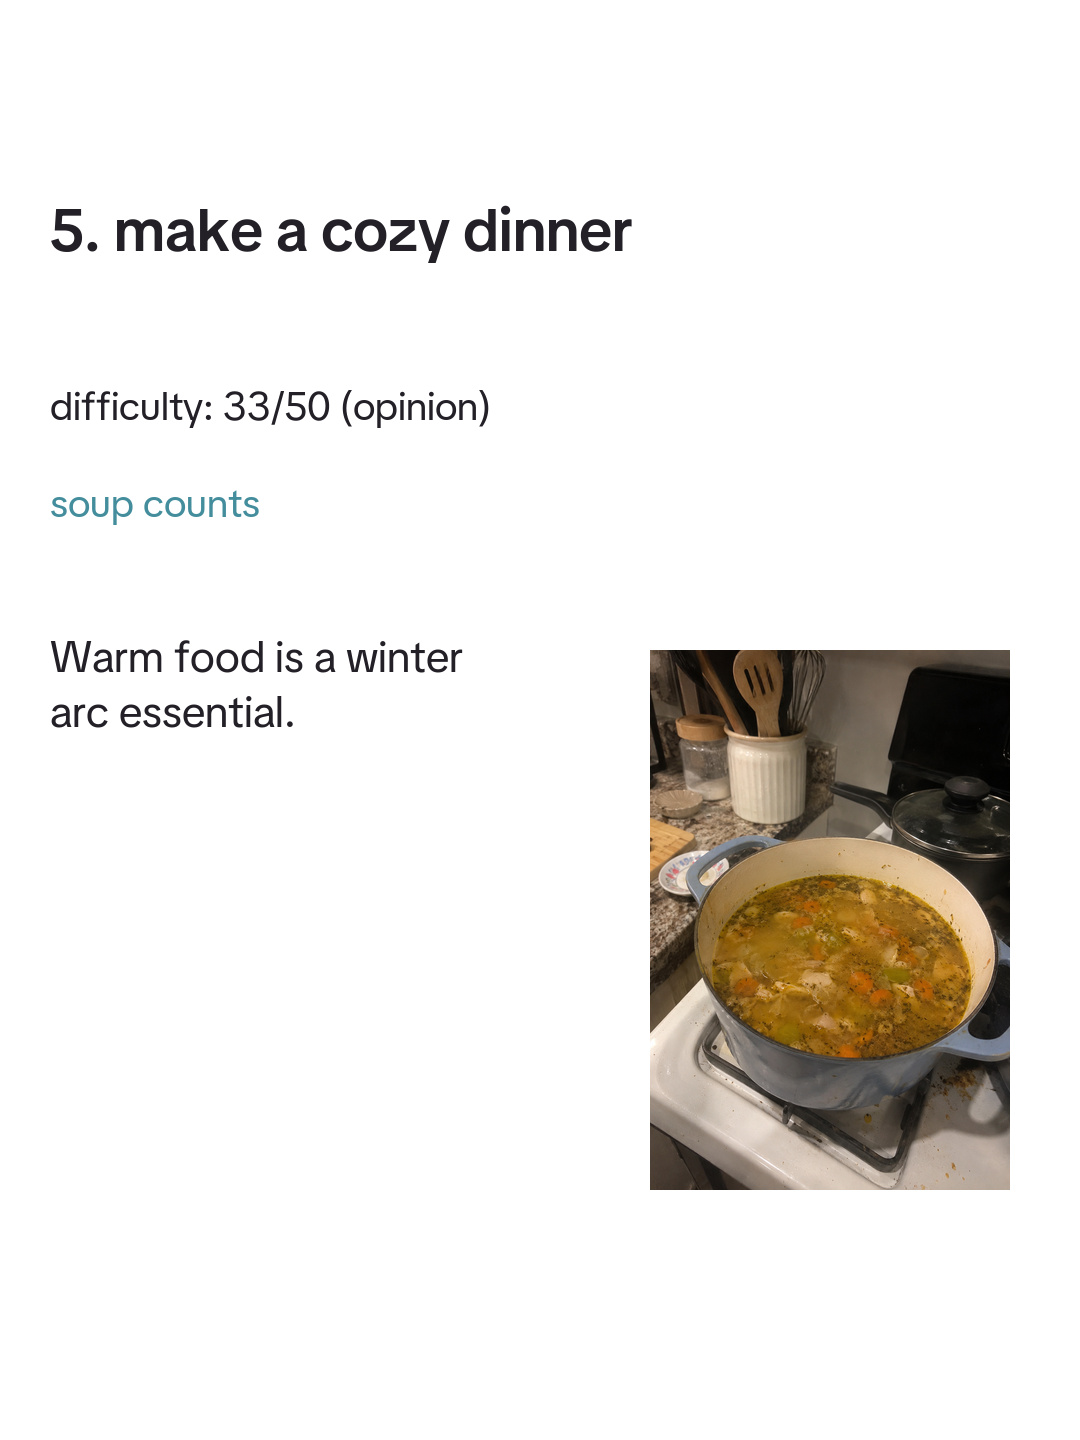 5. make a cozy dinner
difficulty: 33/50 (opinion)
soup counts
Warm food is a winter
arc essential.